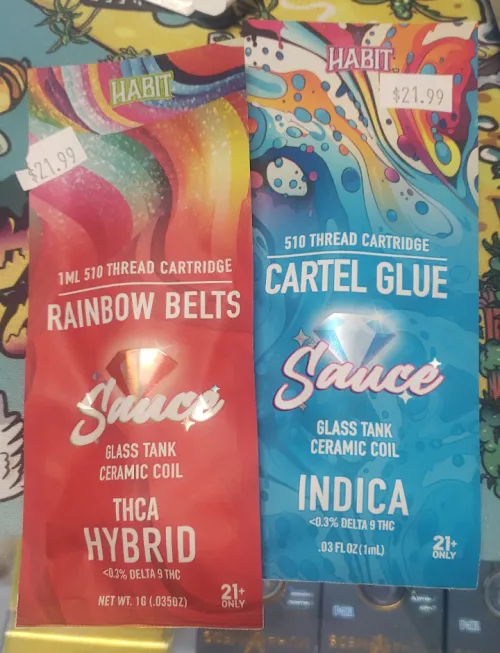 HABIT
$21.99
1ML 510 THREAD CARTRIDGE
RAINBOW BELTS
Sauce
GLASS TANK
CERAMIC COIL
THCA
HYBRID
<0.3% DELTA 9 THC
NET WT. 1G (.035OZ)
21+
ONLY
HABIT
$21.99
510 THREAD CARTRIDGE
CARTEL GLUE
Sauce
GLASS TANK
CERAMIC COIL
INDICA
<0.3% DELTA 9 THC
.03 FL OZ (1mL)
21+
ONLY